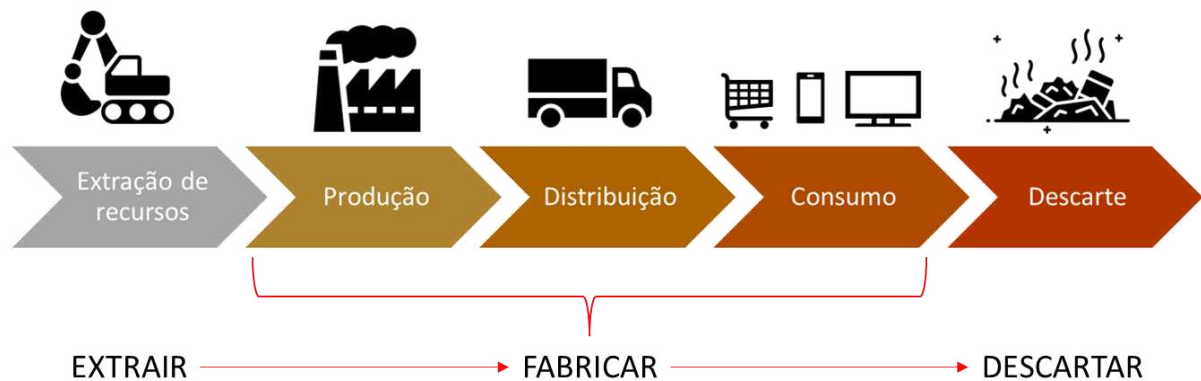 Extração de
recursos
Produção
Distribuição
Consumo
Descarte
EXTRAIR
FABRICAR
DESCARTAR